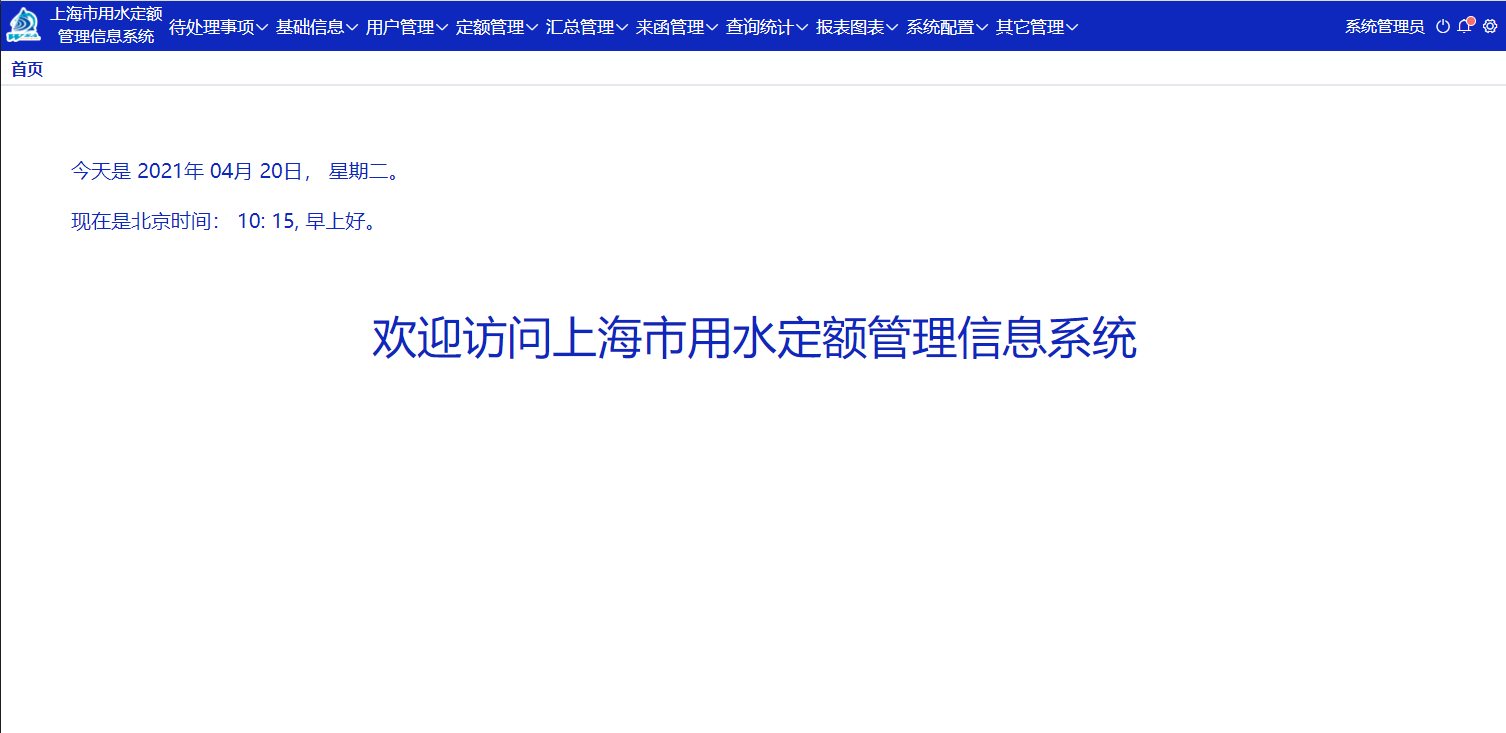 上海市用水定额
管理信息系统
待处理事项 基础信息 用户管理 定额管理 汇总管理 来函管理 查询统计 报表图表 系统配置 其它管理
系统管理员
首页
今天是 2021年 04月 20日， 星期二。
现在是北京时间： 10: 15, 早上好。
欢迎访问上海市用水定额管理信息系统